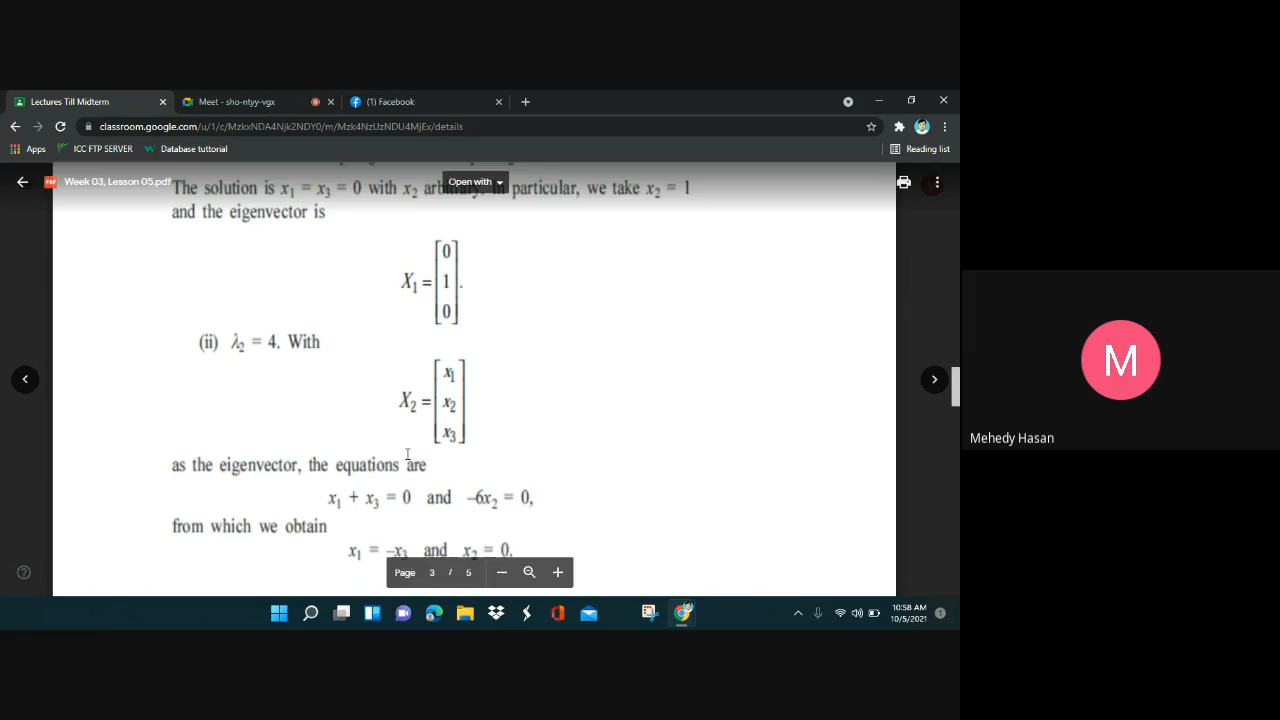 Lectures Till Midterm
Meet - sho-ntyy-vgx
(1) Facebook
classroom.google.com/u/1/c/MzkxNDA4Njk2NDY0/m/Mzk4NzUzNDU4MjEx/details
Apps
ICC FTP SERVER
Database tuttorial
Reading list
PDF
Week 03, Lesson 05.pdf
Open with
The solution is x₁ = x₃ = 0 with x₂ arbitrary. In particular, we take x₂ = 1
and the eigenvector is
X₁ = [0 1 0].
(ii) λ₂ = 4. With
X₂ = [x₁ x₂ x₃]
as the eigenvector, the equations are
x₁ + x₃ = 0 and –6x₂ = 0,
from which we obtain
x₁ = –x₃ and x₂ = 0.
Page 3 / 5
M
Mehedy Hasan
10:58 AM
10/5/2021
1